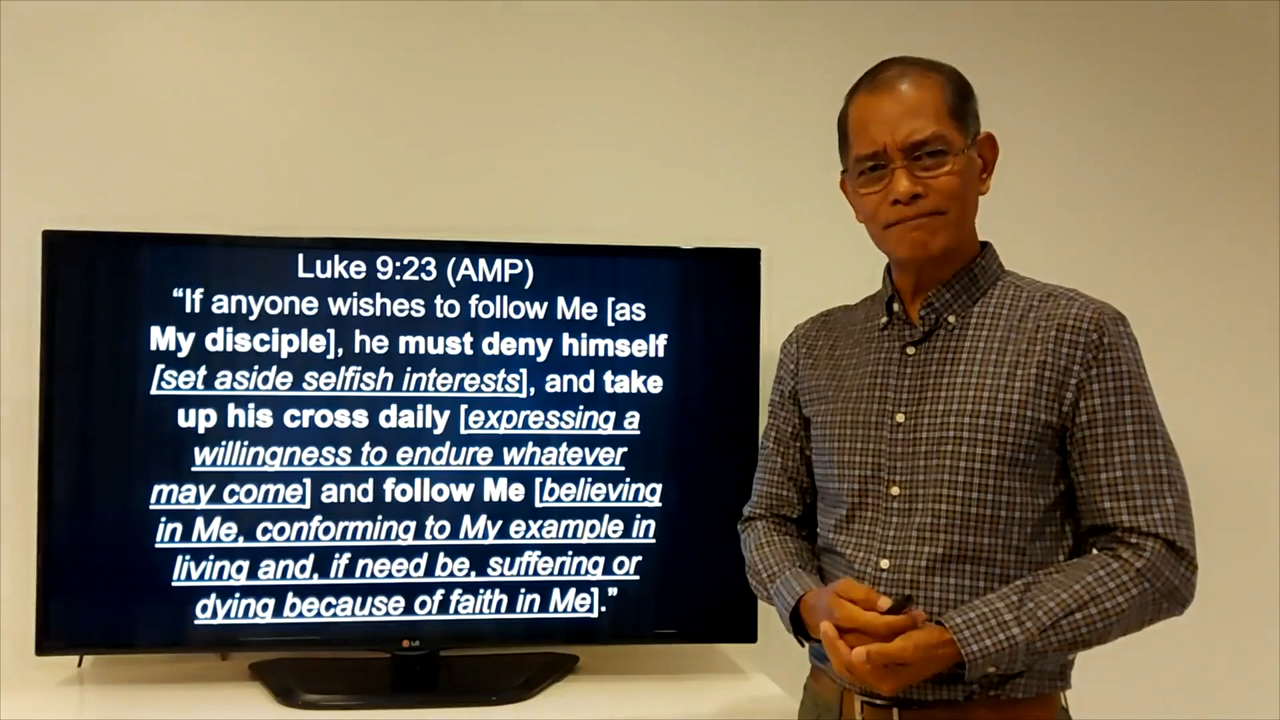 Luke 9:23 (AMP)
“If anyone wishes to follow Me [as
My disciple], he must deny himself
[set aside selfish interests], and take
up his cross daily [expressing a
willingness to endure whatever
may come] and follow Me [believing
in Me, conforming to My example in
living and, if need be, suffering or
dying because of faith in Me].”
LG